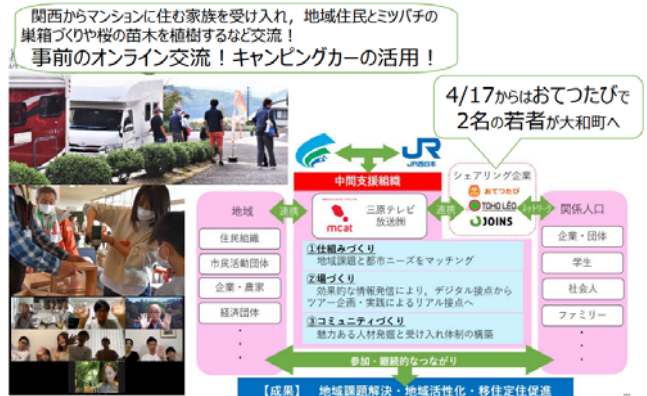 関西からマンションに住む家族を受け入れ，地域住民とミツバチの
巣箱づくりや桜の苗木を植樹するなど交流！
事前のオンライン交流！キャンピングカーの活用！
4/17からはおてつたびで
2名の若者が大和町へ
JR
JR西日本
中間支援組織
シェアリング企業
おてつたび
TOHO LEO
JOINS
地域
連携
mcat
三原テレビ
放送㈱
連携
ネットワーク
関係人口
住民組織
市民活動団体
企業・農家
経済団体
・
・
・
①仕組みづくり
地域課題と都市ニーズをマッチング
②場づくり
効果的な情報発信により，デジタル接点から
ツアー企画・実践によるリアル接点へ
③コミュニティづくり
魅力ある人材発掘と受け入れ体制の構築
企業・団体
学生
社会人
ファミリー
・
・
・
参加・継続的なつながり
【成果】　地域課題解決・地域活性化・移住定住促進